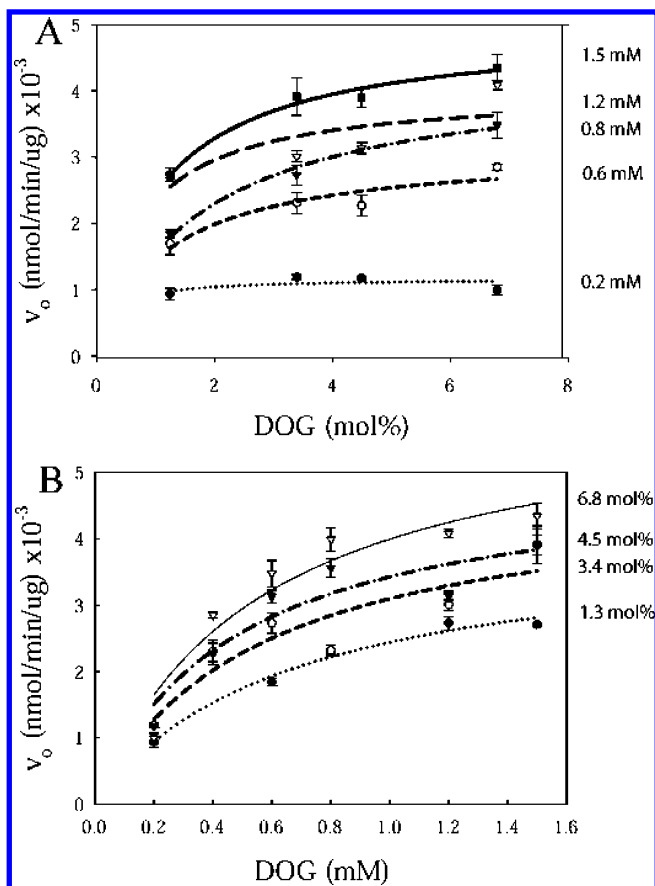 A
v₀ (nmol/min/ug) x10⁻³
5
4
3
2
1
0
0 2 4 6 8
DOG (mol%)
1.5 mM
1.2 mM
0.8 mM
0.6 mM
0.2 mM
B
v₀ (nmol/min/ug) x10⁻³
5
4
3
2
1
0
0.0 0.2 0.4 0.6 0.8 1.0 1.2 1.4 1.6
DOG (mM)
6.8 mol%
4.5 mol%
3.4 mol%
1.3 mol%